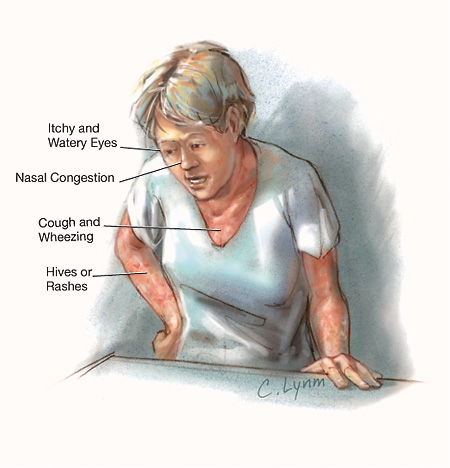 Itchy and
Watery Eyes
Nasal Congestion
Cough and
Wheezing
Hives or
Rashes
C. Lynm